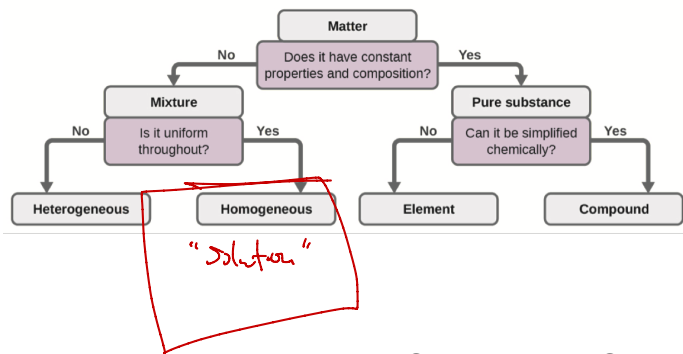 Matter
No
Does it have constant
properties and composition?
Yes
Mixture
Pure substance
No
Is it uniform
throughout?
Yes
No
Can it be simplified
chemically?
Yes
Heterogeneous
Homogeneous
Element
Compound
"solution"